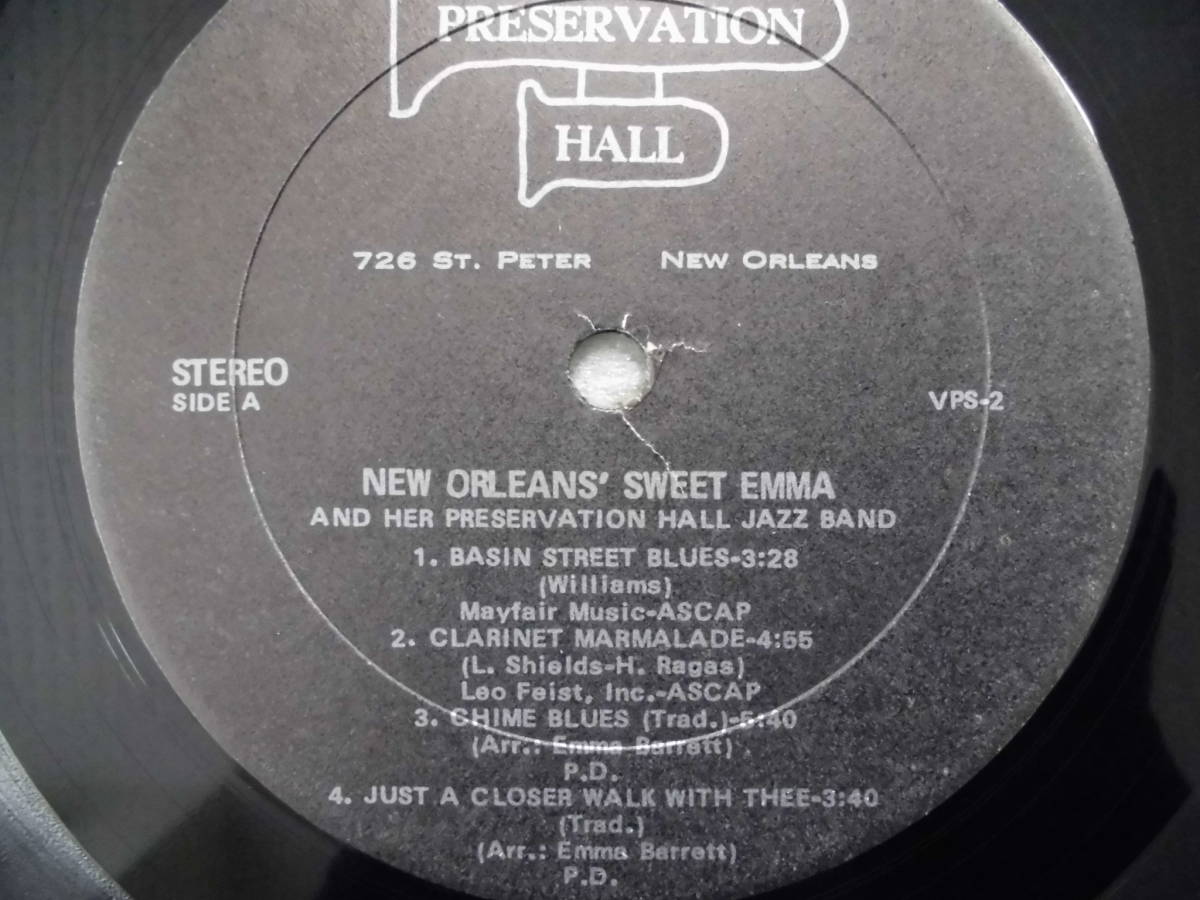 PRESERVATION
HALL
726 ST. PETER NEW ORLEANS
STEREO
SIDE A
VPS-2
NEW ORLEANS' SWEET EMMA
AND HER PRESERVATION HALL JAZZ BAND
1. BASIN STREET BLUES-3:28
(Williams)
Mayfair Music-ASCAP
2. CLARINET MARMALADE-4:55
(L. Shields-H. Ragas)
Leo Feist, Inc.-ASCAP
3. CHIME BLUES (Trad.)-5:40
(Arr.: Emma Barrett)
P.D.
4. JUST A CLOSER WALK WITH THEE-3:40
(Trad.)
(Arr.: Emma Barrett)
P.D.